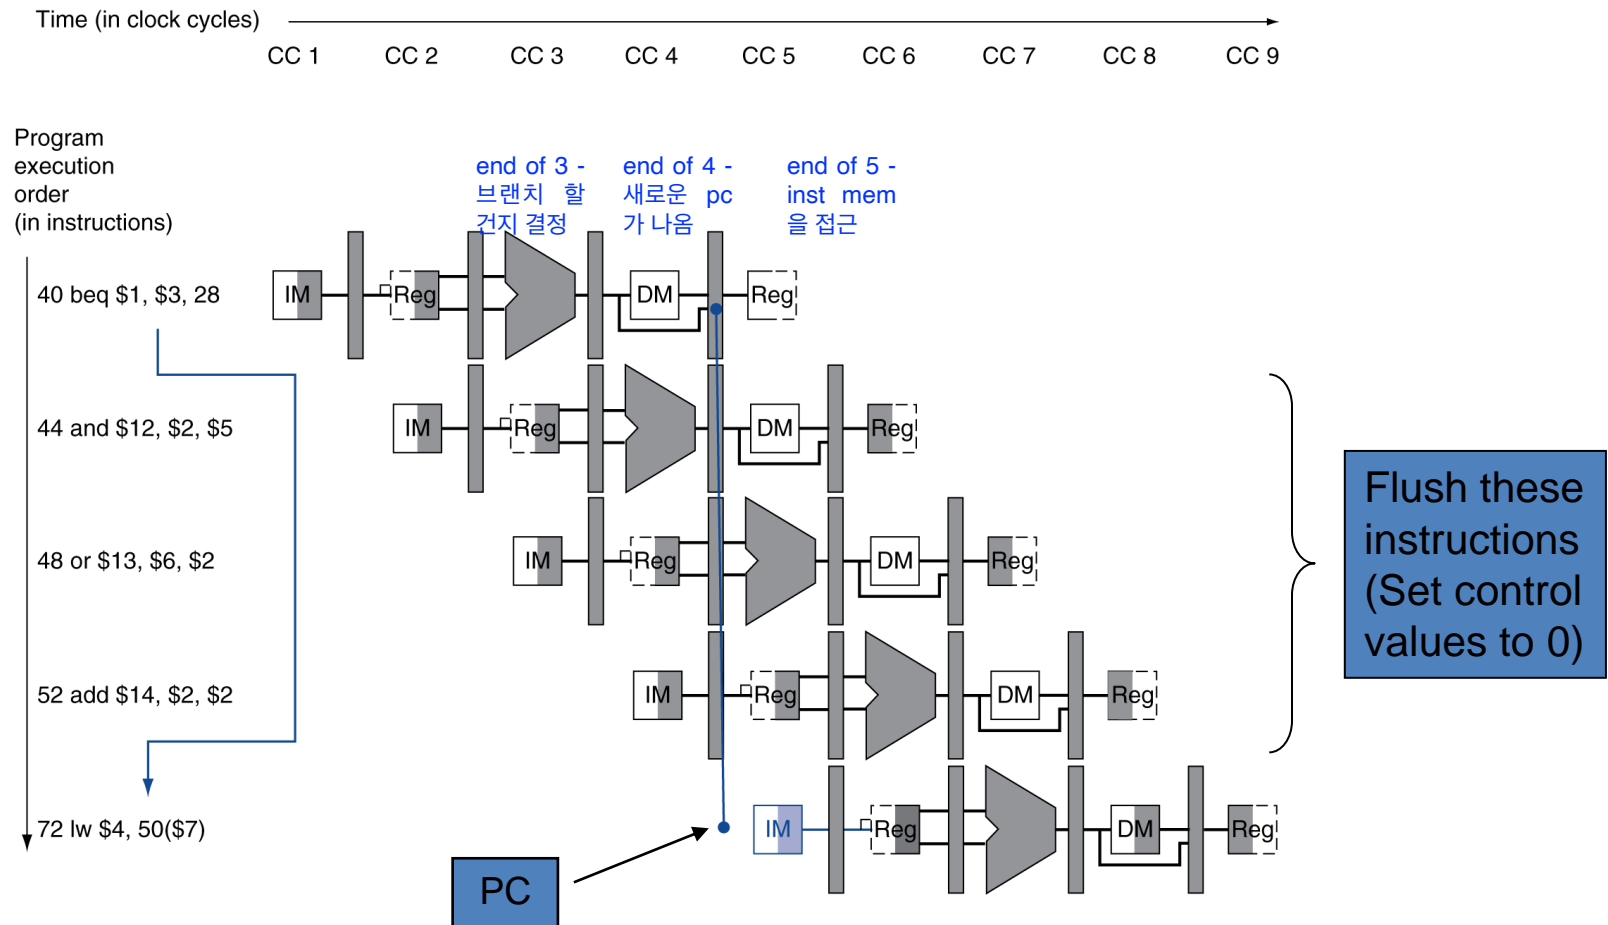 Time (in clock cycles)
CC 1 CC 2 CC 3 CC 4 CC 5 CC 6 CC 7 CC 8 CC 9
Program
execution
order
(in instructions)
end of 3 -
브랜치 할
건지 결정
end of 4 -
새로운 pc
가 나옴
end of 5 -
inst mem
을 접근
40 beq $1, $3, 28
IM Reg DM Reg
44 and $12, $2, $5
IM Reg DM Reg
48 or $13, $6, $2
IM Reg DM Reg
52 add $14, $2, $2
IM Reg DM Reg
72 lw $4, 50($7)
IM Reg DM Reg
Flush these
instructions
(Set control
values to 0)
PC